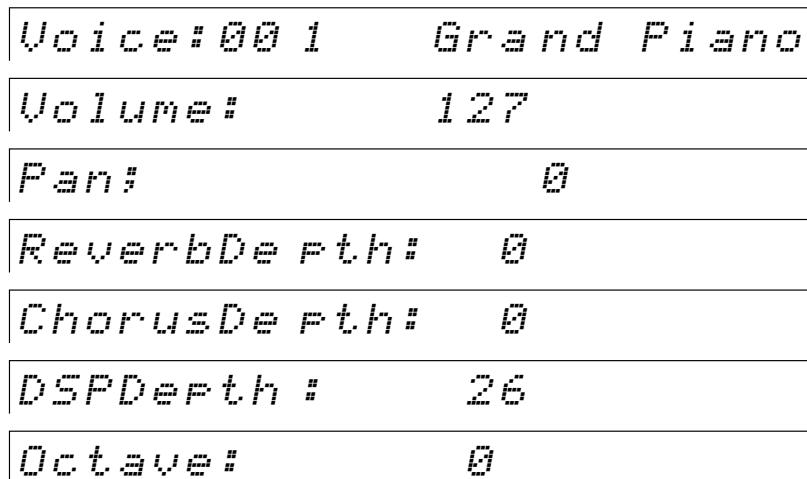 Voice:001 Grand Piano
Volume: 127
Pan; 0
ReverbDepth: 0
ChorusDepth: 0
DSPDepth: 26
Octave: 0